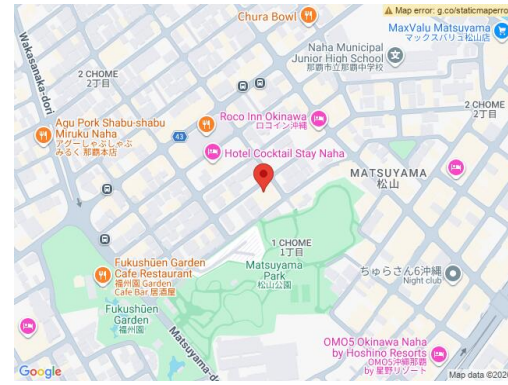 Chura Bowl
Map error: g.co/staticmaperro
MaxValu Matsuyama
マックスバリュ松山店
Wakasanaka-dori
Naha Municipal
Junior High School
那覇市立那覇中学校
2 CHOME
2丁目
2 CHOME
2丁目
Agu Pork Shabu-shabu
Miruku Naha
アグーしゃぶしゃぶ
みるく 那覇本店
43
Roco Inn Okinawa
ロコイン沖縄
Hotel Cocktail Stay Naha
MATSUYAMA
松山
1 CHOME
1丁目
Matsuyama
Park
松山公園
Fukushūen Garden
Cafe Restaurant
福州園 Garden
Cafe Bar 居酒屋
ちゅらさん6沖縄
Night club
Fukushūen
Garden
福州園
Matsuyama-do
OMO5 Okinawa Naha
by Hoshino Resorts
OMO5沖縄那覇
by 星野リゾート
Google
Map data ©2026